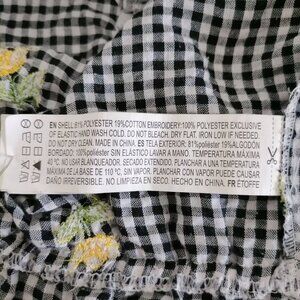 EN SHELL:81%POLYESTER 19%COTTON EMBROIDERY:100% POLYESTER EXCLUSIVE
OF ELASTIC HAND WASH COLD. DO NOT BLEACH. DRY FLAT. IRON LOW IF NEEDED.
DO NOT DRY CLEAN. MADE IN CHINA. ES TELA EXTERIOR: 81%poliéster 19%ALGODÓN
BORDADO: 100%poliéster SIN ELÁSTICO LAVAR A MANO. TEMPERATURA MÁXIMA
40 ºC. NO USAR BLANQUEADOR. SECADO EXTENDIDO. PLANCHAR A UNA TEMPERATURA
MÁXIMA DE LA BASE DE 110 ºC, SIN VAPOR. PLANCHAR CON VAPOR PUEDE CAUSAR
DAÑO IRREVERSIBLE. NO LIMPIEZA EN SECO. HECHO EN CHINA. FR ÉTOFFE